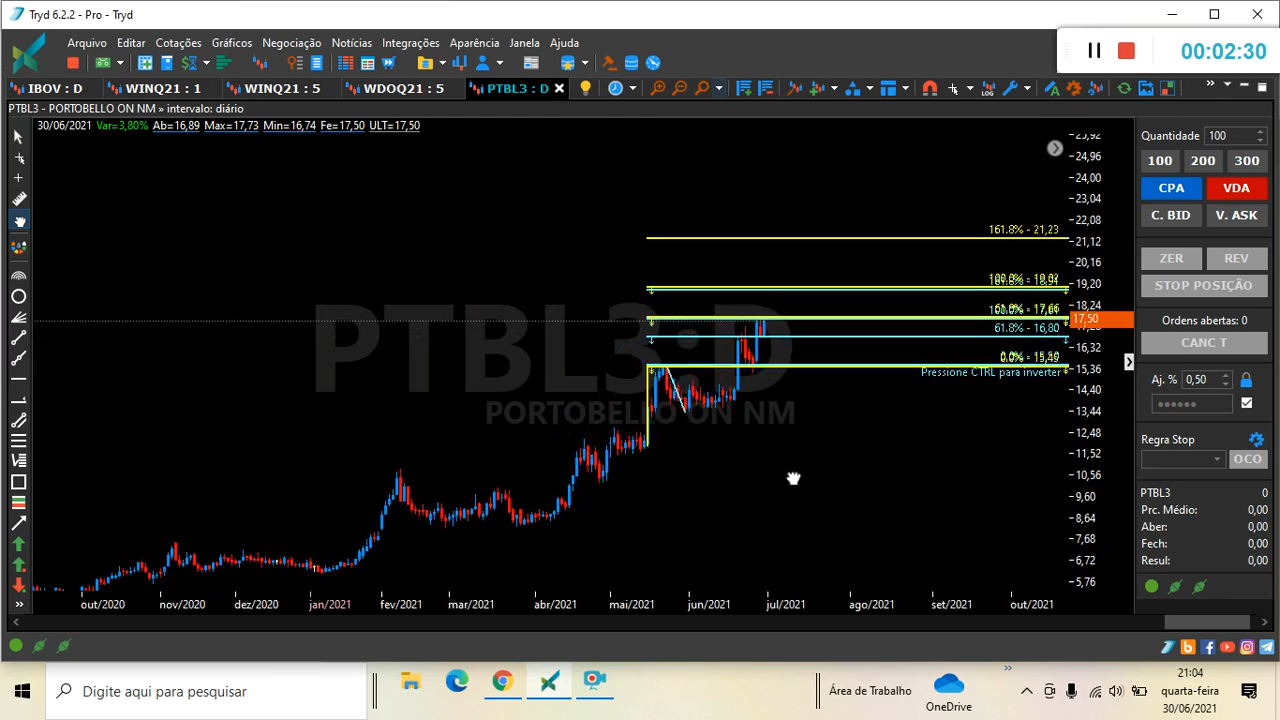 Tryd 6.2.2 - Pro - Tryd
00:02:30
Arquivo Editar Cotações Gráficos Negociação Notícias Integrações Aparência Janela Ajuda
IBOV : D WINQ21 : 1 WINQ21 : 5 WDOQ21 : 5 PTBL3 : D
LOG
PTBL3 - PORTOBELLO ON NM » intervalo: diário
30/06/2021 Var=3,80% Ab=16,89 Max=17,73 Min=16,74 Fe=17,50 ULT=17,50
PTBL3:D
PORTOBELLO ON NM
161.8% - 21,23
61.8% - 16,80
Pressione CTRL para inverter
24,96
24,00
23,04
22,08
21,12
20,16
19,20
18,24
17,50
16,32
15,36
14,40
13,44
12,48
11,52
10,56
9,60
8,64
7,68
6,72
5,76
out/2020 nov/2020 dez/2020 jan/2021 fev/2021 mar/2021 abr/2021 mai/2021 jun/2021 jul/2021 ago/2021 set/2021 out/2021
Quantidade 100
100 200 300
CPA VDA
C. BID V. ASK
ZER REV
STOP POSIÇÃO
Ordens abertas: 0
CANC T
Aj. % 0,50
Regra Stop
OCO
PTBL3 0
Prc. Médio: 0,00
Aber: 0,00
Fech: 0,00
Resul: 0,00
Digite aqui para pesquisar
Área de Trabalho
OneDrive
21:04
quarta-feira
30/06/2021